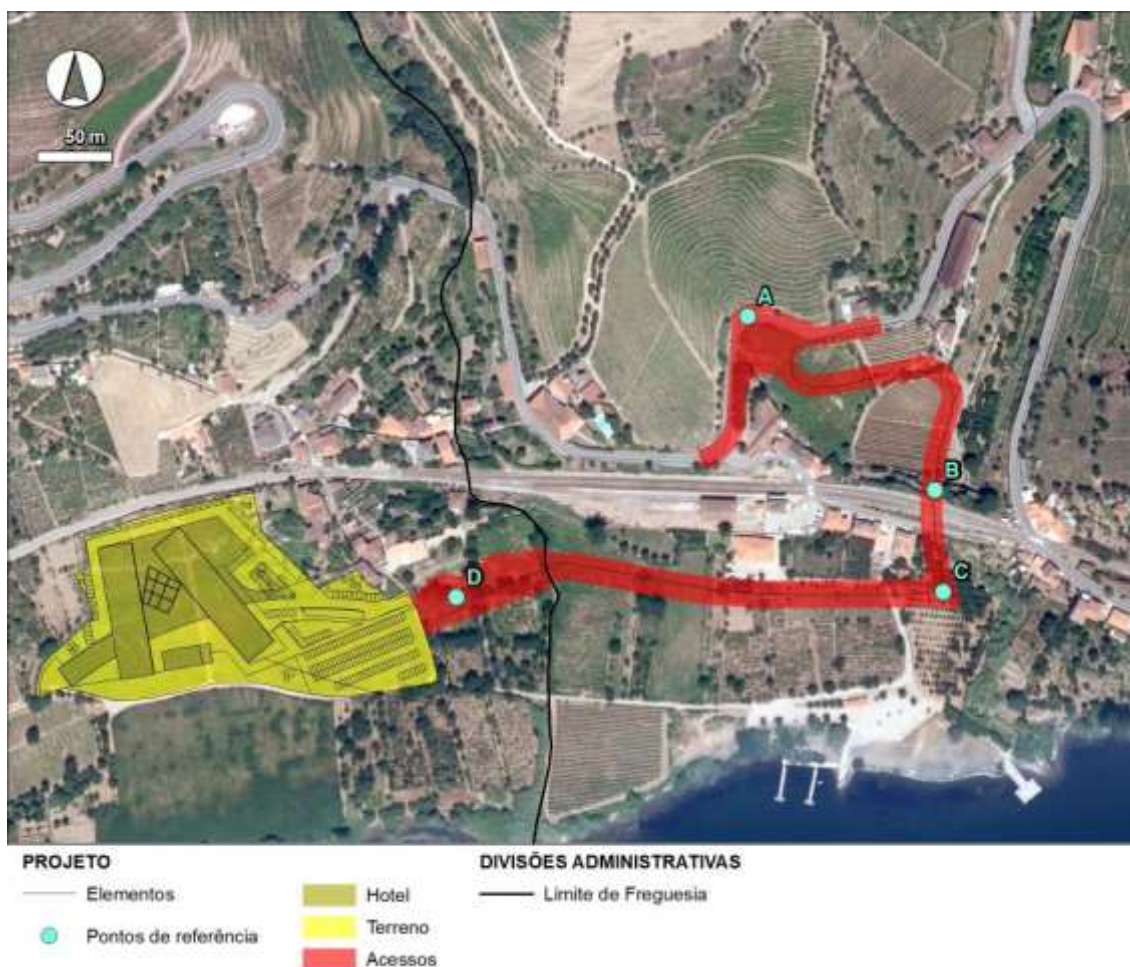 50 m
A
B
C
D
PROJETO
Elementos
Pontos de referência
Hotel
Terreno
Acessos
DIVISÕES ADMINISTRATIVAS
Limite de Freguesia